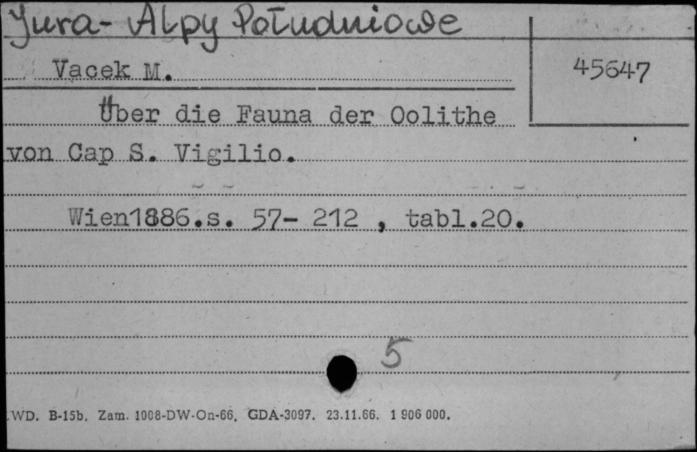 Jura- Alpy Południowe
Vacek M.
45647
Über die Fauna der Oolithe
von Cap S. Vigilio.
Wien1886.s. 57- 212 , tabl.20.
5
WD. B-15b. Zam. 1008-DW-On-66. GDA-3097. 23.11.66. 1 906 000.